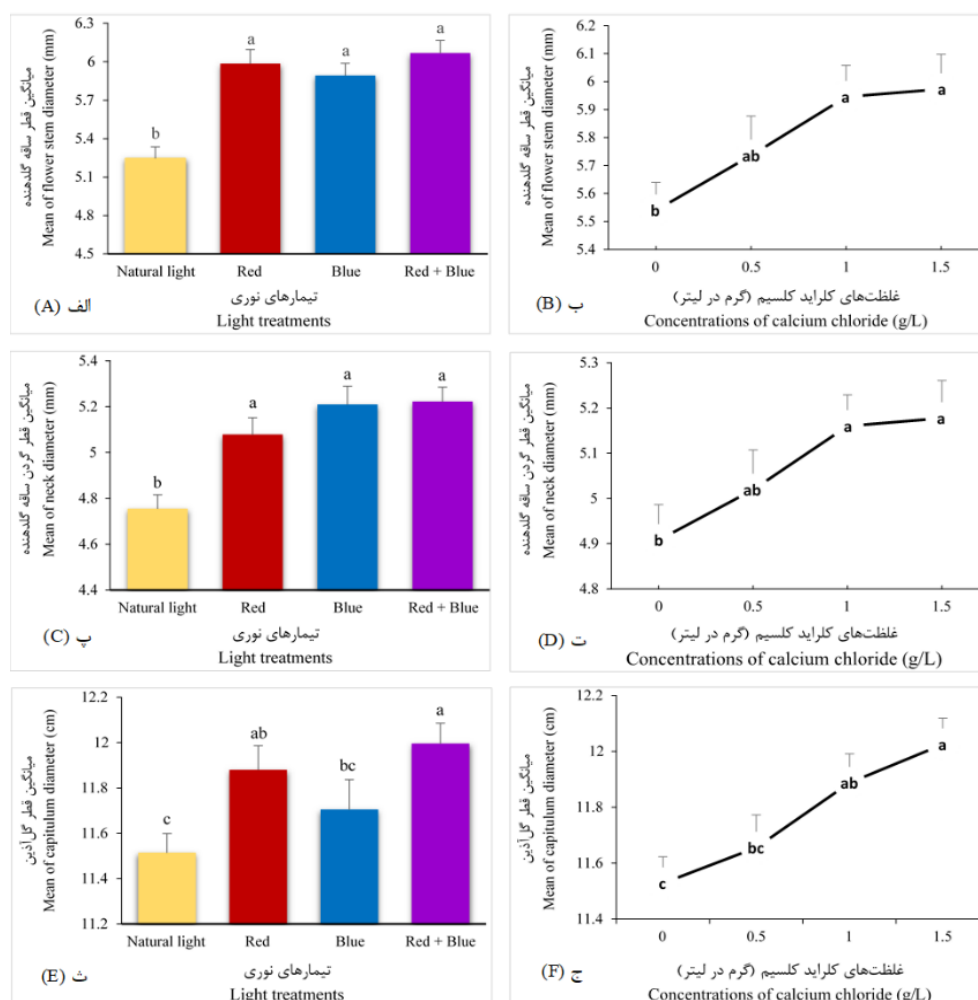 میانگین قطر ساقه گلدهنده
Mean of flower stem diameter (mm)
6.3
6
5.7
5.4
5.1
4.8
4.5
b
a
a
a
Natural light Red Blue Red + Blue
تیمارهای نوری
Light treatments
(A) الف
میانگین قطر ساقه گلدهنده
Mean of flower stem diameter (mm)
6.2
6.1
6
5.9
5.8
5.7
5.6
5.5
5.4
b
ab
a
a
0 0.5 1 1.5
غلظت‌های کلراید کلسیم (گرم در لیتر)
Concentrations of calcium chloride (g/L)
(B) ب
میانگین قطر گردن ساقه گلدهنده
Mean of neck diameter (mm)
5.4
5.2
5
4.8
4.6
4.4
b
a
a
a
Natural light Red Blue Red + Blue
تیمارهای نوری
Light treatments
(C) پ
میانگین قطر گردن ساقه گلدهنده
Mean of neck diameter (mm)
5.3
5.2
5.1
5
4.9
4.8
b
ab
a
a
0 0.5 1 1.5
غلظت‌های کلراید کلسیم (گرم در لیتر)
Concentrations of calcium chloride (g/L)
(D) ت
میانگین قطر گل‌آذین
Mean of capitulum diameter (cm)
12.2
12
11.8
11.6
11.4
11.2
c
ab
bc
a
Natural light Red Blue Red + Blue
تیمارهای نوری
Light treatments
(E) ث
میانگین قطر گل‌آذین
Mean of capitulum diameter (cm)
12.2
12
11.8
11.6
11.4
c
bc
ab
a
0 0.5 1 1.5
غلظت‌های کلراید کلسیم (گرم در لیتر)
Concentrations of calcium chloride (g/L)
(F) ج